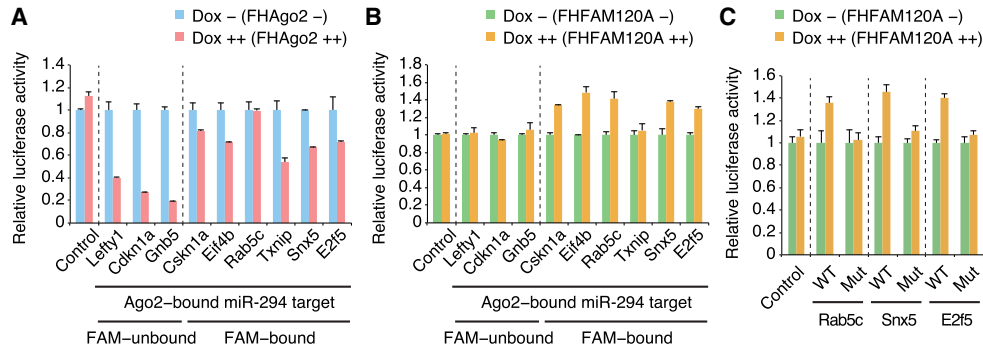 A
Dox – (FHAgo2 –)
Dox ++ (FHAgo2 ++)
Relative luciferase activity
1.4
1.2
1
0.8
0.6
0.4
0.2
0
Control
Lefty1
Cdkn1a
Gnb5
Cskn1a
Eif4b
Rab5c
Txnip
Snx5
E2f5
Ago2–bound miR–294 target
FAM–unbound
FAM–bound
B
Dox – (FHFAM120A –)
Dox ++ (FHFAM120A ++)
Relative luciferase activity
1.8
1.6
1.4
1.2
1
0.8
0.6
0.4
0.2
0
Control
Lefty1
Cdkn1a
Gnb5
Cskn1a
Eif4b
Rab5c
Txnip
Snx5
E2f5
Ago2–bound miR–294 target
FAM–unbound
FAM–bound
C
Dox – (FHFAM120A –)
Dox ++ (FHFAM120A ++)
Relative luciferase activity
1.6
1.4
1.2
1
0.8
0.6
0.4
0.2
0
Control
WT
Mut
WT
Mut
WT
Mut
Rab5c
Snx5
E2f5